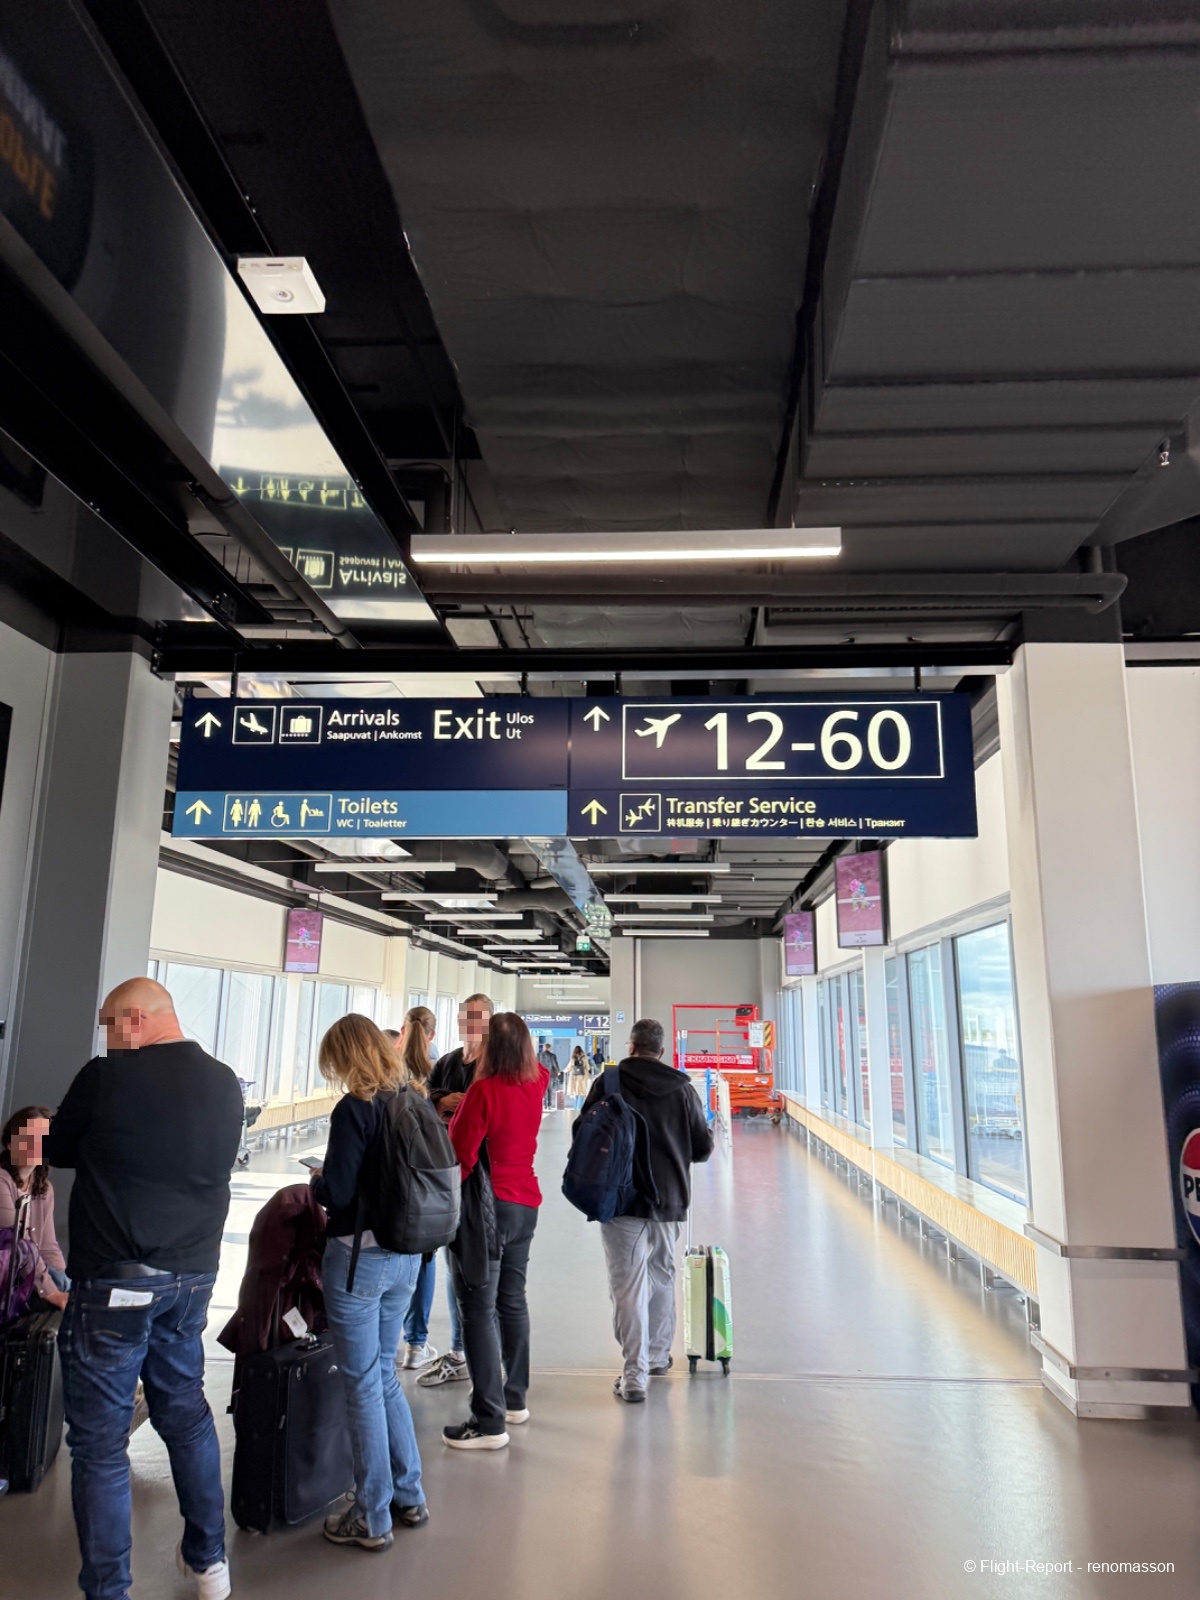 Arrivals
Saapuvat | Ankomst
Exit
Ulos
Ut
12-60
Toilets
WC | Toaletter
Transfer Service
转机服务 | 乗り継ぎカウンター | 환승 서비스 | Транзит
Arrivals
© Flight-Report - renomasson